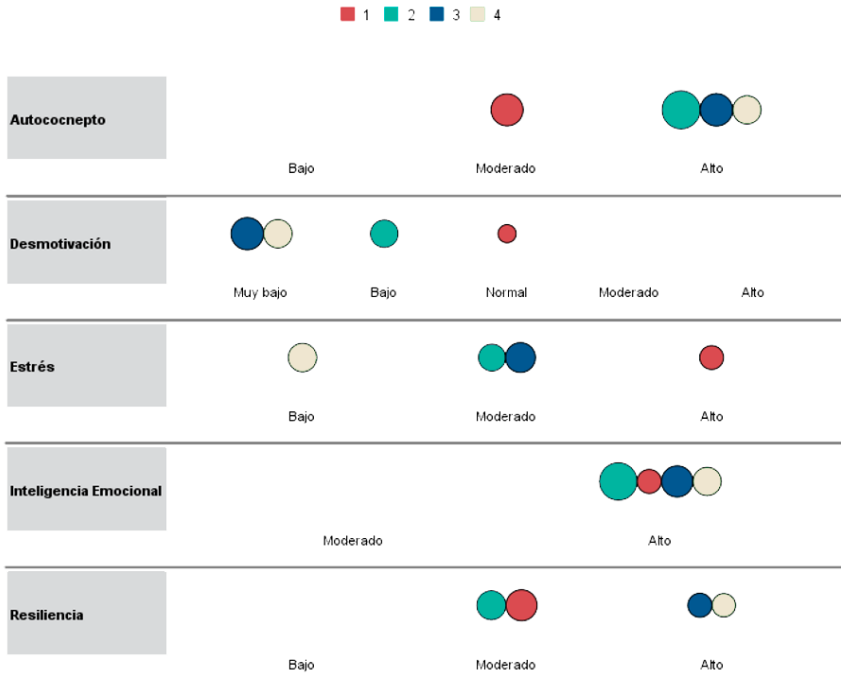 1 2 3 4
Autococnepto
Bajo Moderado Alto
Desmotivación
Muy bajo Bajo Normal Moderado Alto
Estrés
Bajo Moderado Alto
Inteligencia Emocional
Moderado Alto
Resiliencia
Bajo Moderado Alto